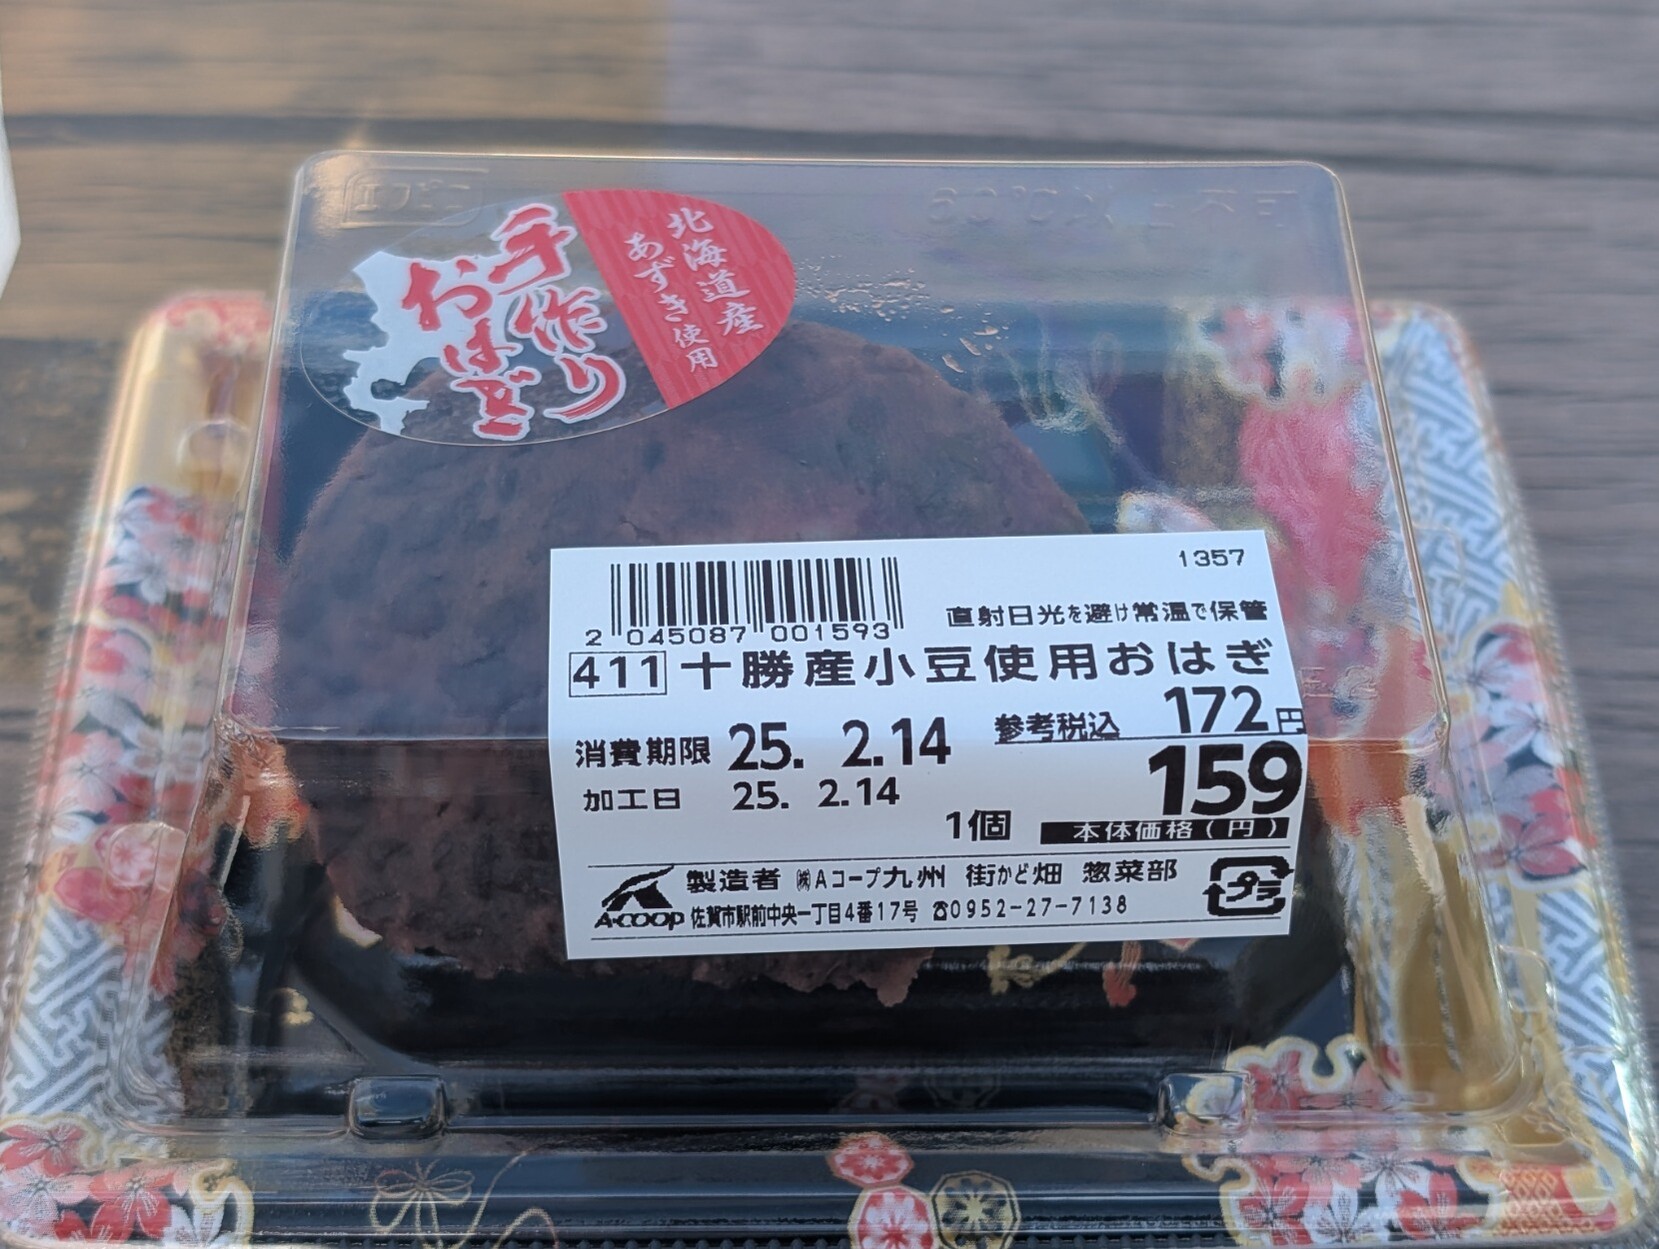 手作り
おはぎ
北海道産
あずき使用
1357
2 045087 001593
直射日光を避け常温で保管
411 十勝産小豆使用おはぎ
参考税込 172円
消費期限 25. 2.14
159
加工日 25. 2.14
1個 本体価格(円)
製造者 ㈱Aコープ九州 街かど畑 惣菜部
A-COOP 佐賀市駅前中央一丁目4番17号 ☎0952-27-7138
プラ